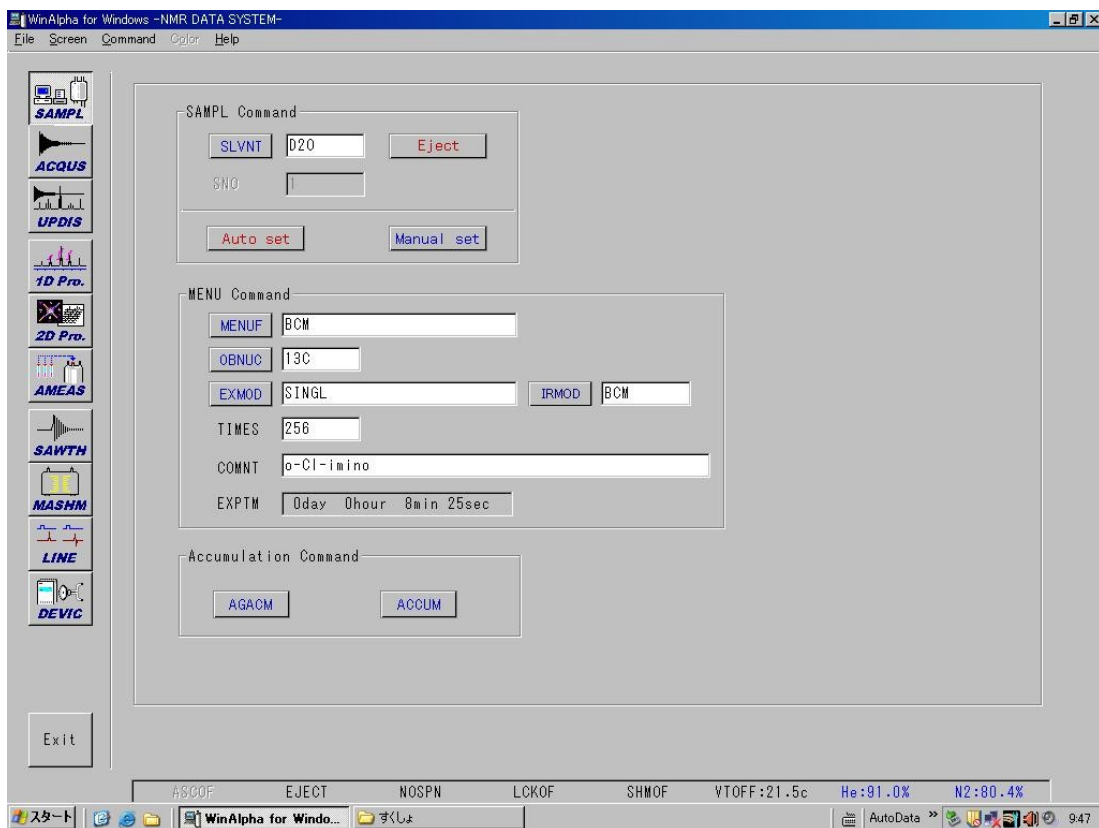 WinAlpha for Windows -NMR DATA SYSTEM-
File Screen Command Color Help
SAMPL
ACQUS
UPDIS
1D Pro.
2D Pro.
AMEAS
SAWTH
MASHM
LINE
DEVIC
Exit
SAMPL Command
SLVNT D2O Eject
SNO 1
Auto set Manual set
MENU Command
MENUF BCM
OBNUC 13C
EXMOD SINGL IRMOD BCM
TIMES 256
COMNT o-Cl-imino
EXPTM 0day 0hour 8min 25sec
Accumulation Command
AGACM ACCUM
ASCOF EJECT NOSPN LCKOF SHMOF VTOFF:21.5c He:91.0% N2:80.4%
スタート WinAlpha for Windo... すくしょ AutoData » 9:47